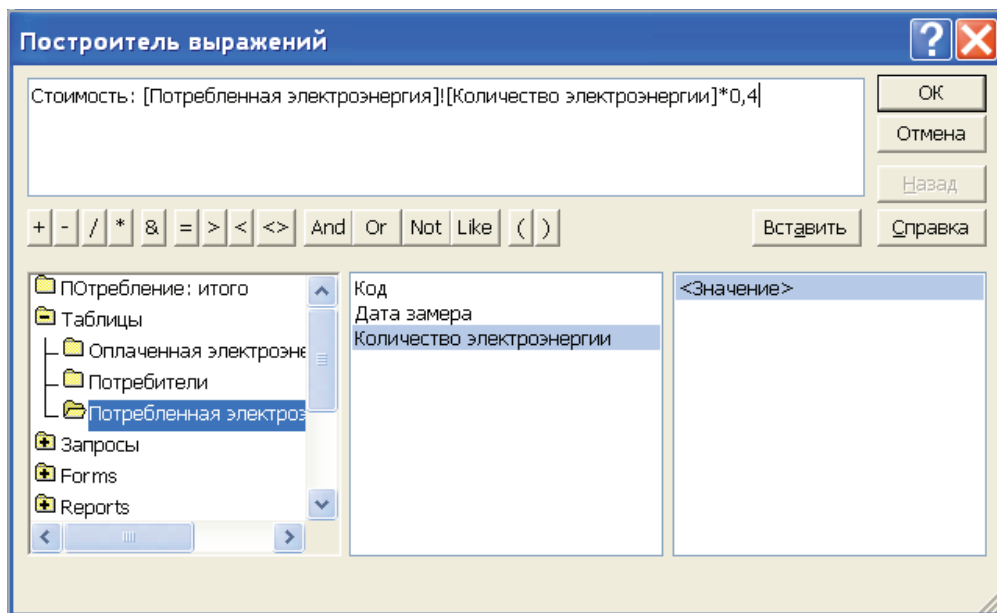 Построитель выражений
Стоимость: [Потребленная электроэнергия]![Количество электроэнергии]*0,4
ОК
Отмена
Назад
+ - / * & = > < <> And Or Not Like ( ) Вставить Справка
ПОтребление: итого
Таблицы
Оплаченная электроэне
Потребители
Потребленная электроэ
Запросы
Forms
Reports
Код
Дата замера
Количество электроэнергии
<Значение>